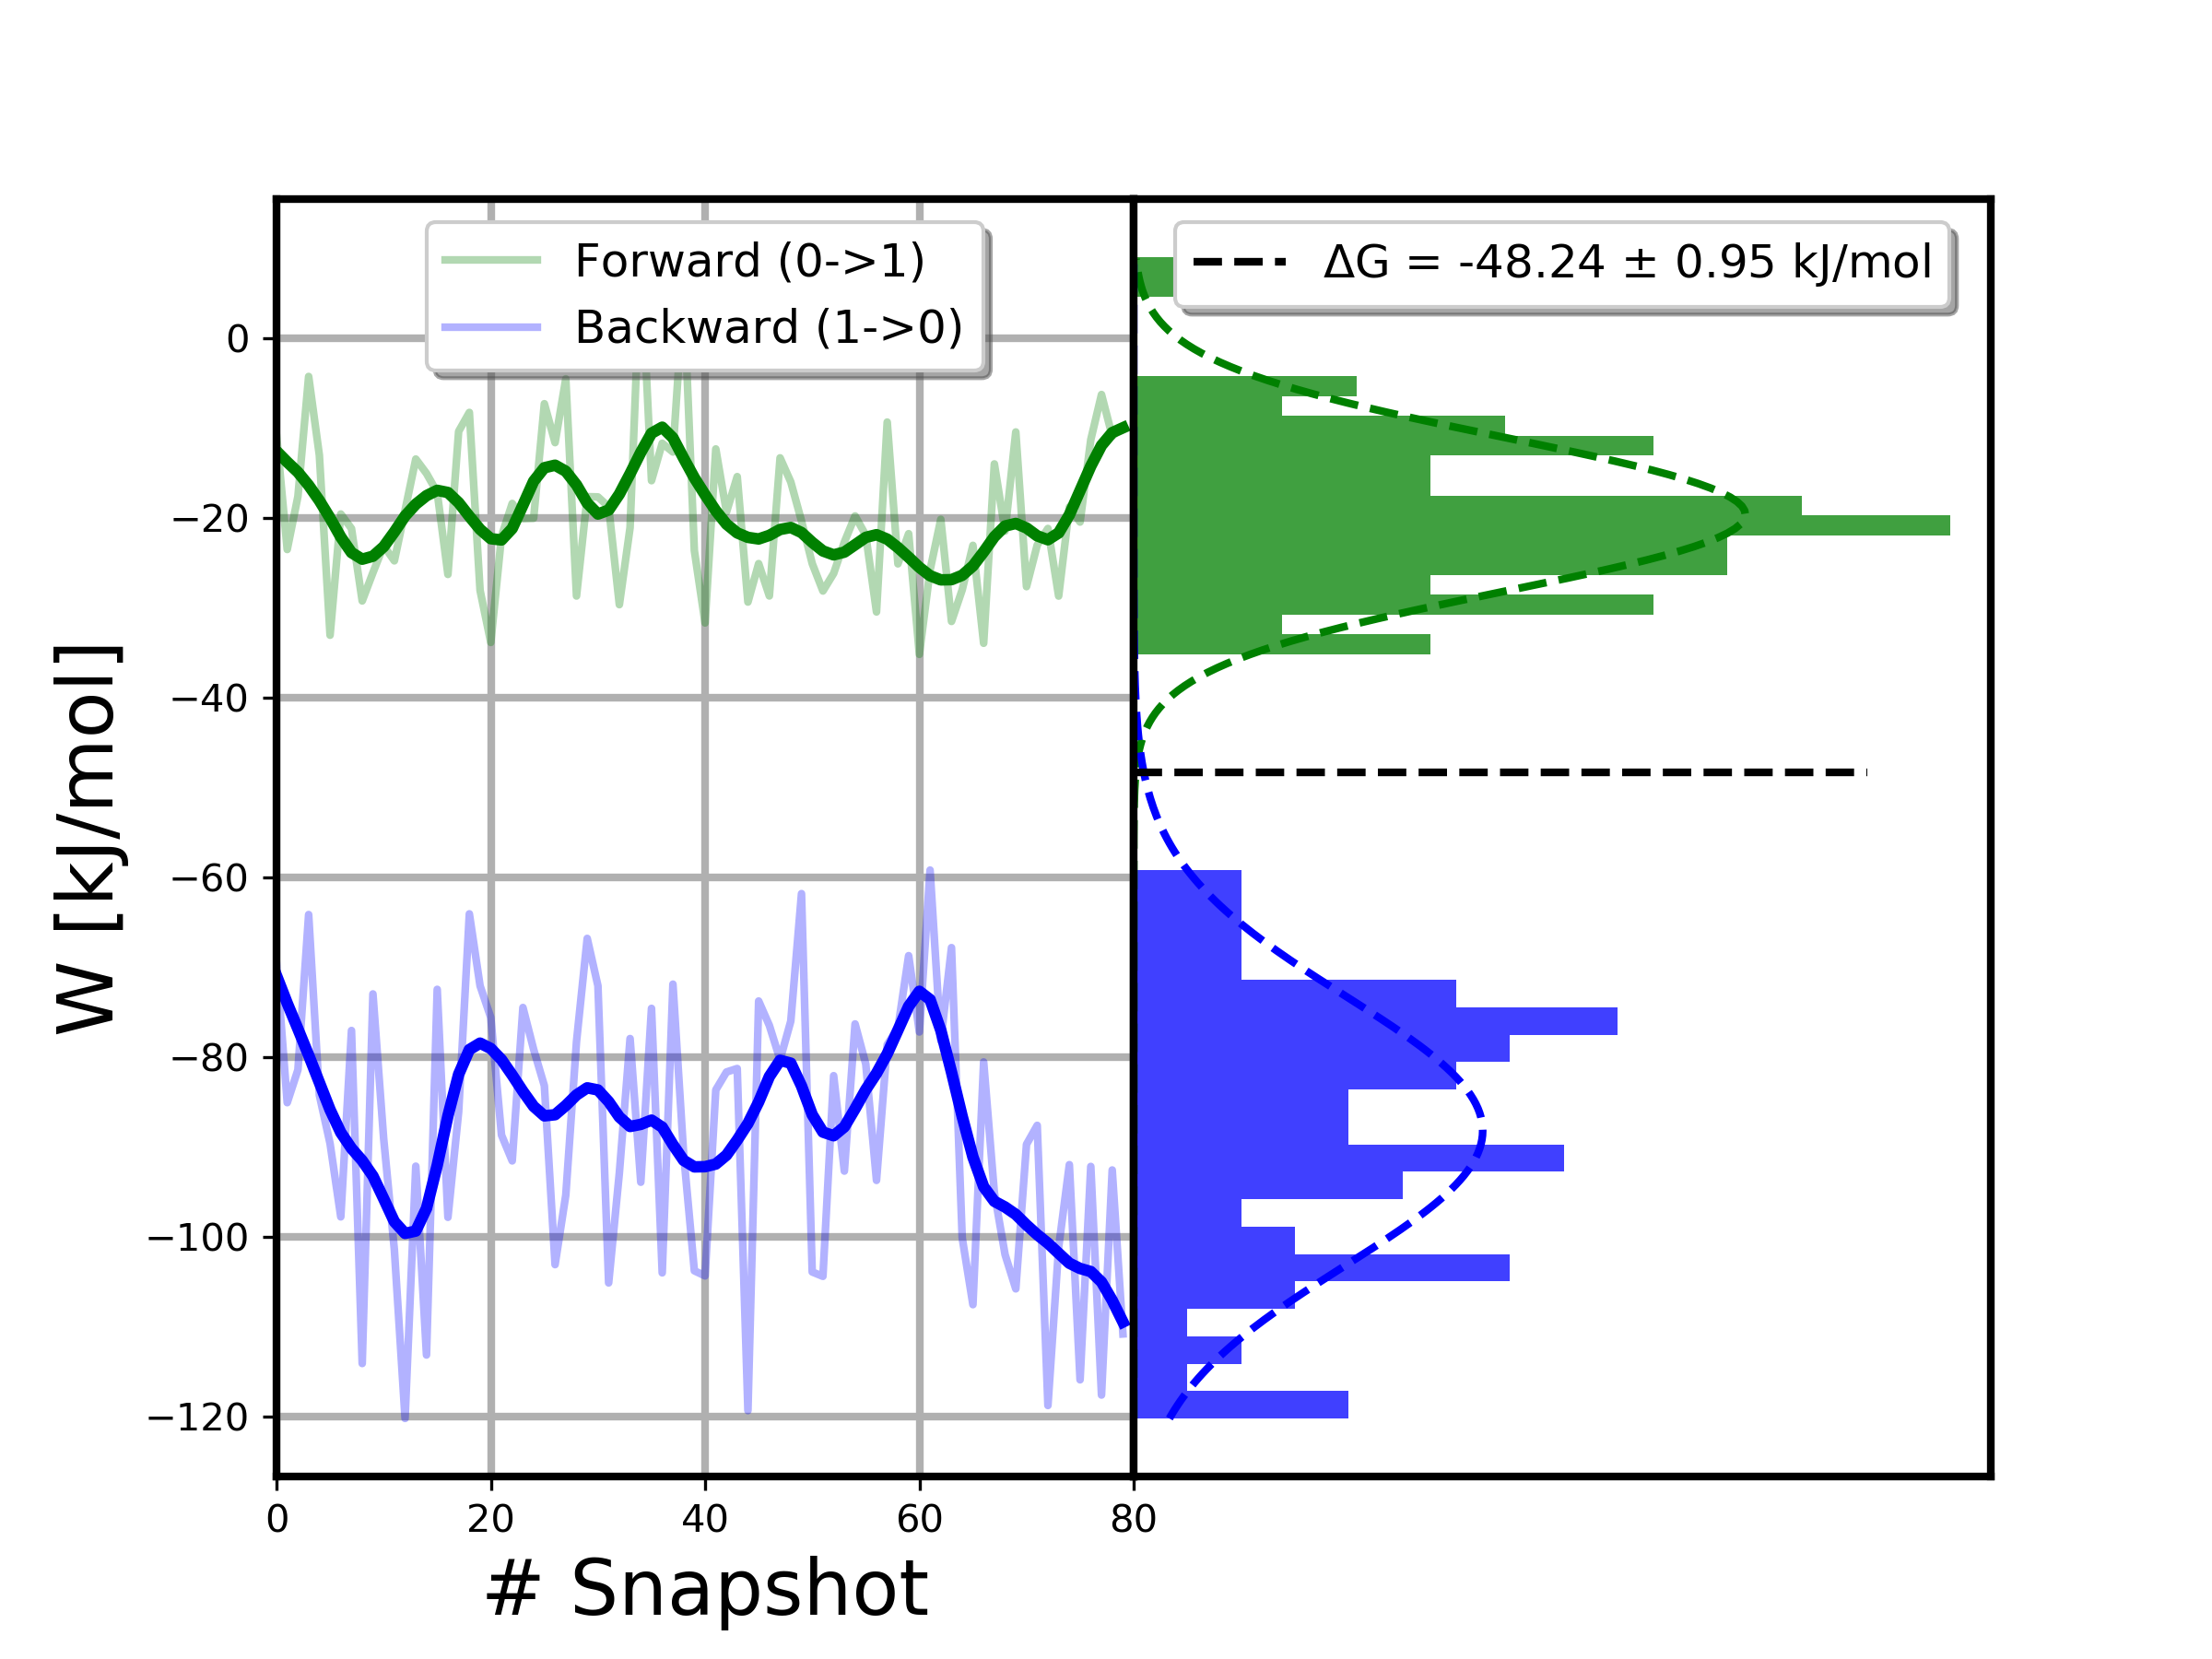 Forward (0->1)
Backward (1->0)
ΔG = -48.24 ± 0.95 kJ/mol
W [kJ/mol]
0
−20
−40
−60
−80
−100
−120
0 20 40 60 80
# Snapshot